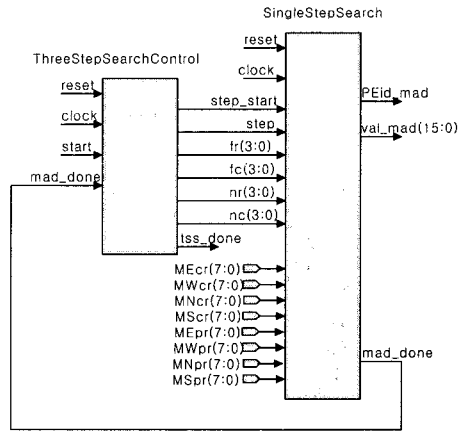 SingleStepSearch
ThreeStepSearchControl
reset
clock
start
mad_done
step_start
step
fr(3:0)
fc(3:0)
nr(3:0)
nc(3:0)
tss_done
reset
clock
PEid_mad
val_mad(15:0)
MEcr(7:0)
MWcr(7:0)
MNcr(7:0)
MScr(7:0)
MEpr(7:0)
MWpr(7:0)
MNpr(7:0)
MSpr(7:0)
mad_done